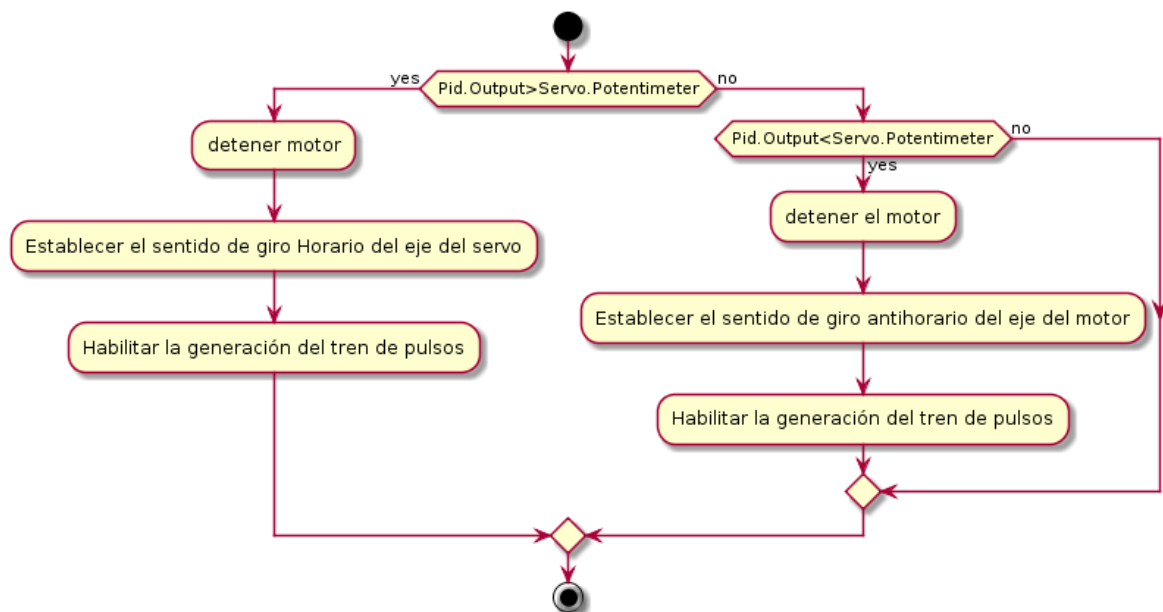 yes
Pid.Output>Servo.Potentimeter
no
detener motor
Establecer el sentido de giro Horario del eje del servo
Habilitar la generación del tren de pulsos
Pid.Output<Servo.Potentimeter
no
yes
detener el motor
Establecer el sentido de giro antihorario del eje del motor
Habilitar la generación del tren de pulsos